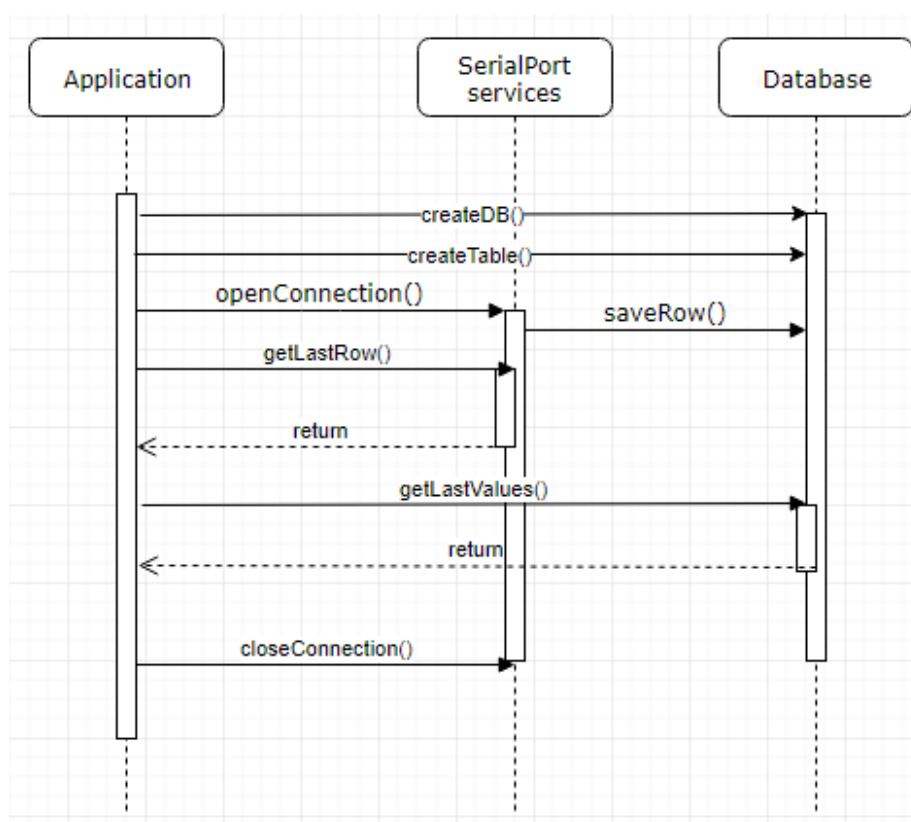 Application
SerialPort
services
Database
createDB()
createTable()
openConnection()
saveRow()
getLastRow()
return
getLastValues()
return
closeConnection()